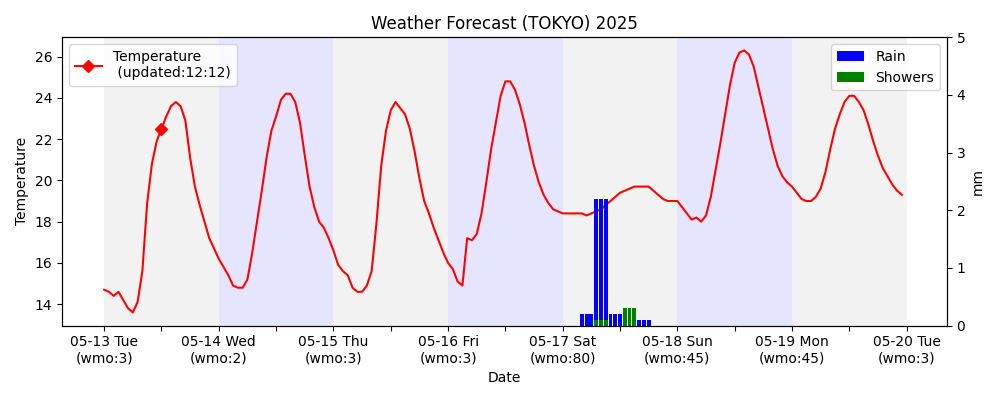 Weather Forecast (TOKYO) 2025
Temperature
(updated:12:12)
Rain
Showers
Temperature
26
24
22
20
18
16
14
mm
5
4
3
2
1
0
05-13 Tue
(wmo:3)
05-14 Wed
(wmo:2)
05-15 Thu
(wmo:3)
05-16 Fri
(wmo:3)
05-17 Sat
(wmo:80)
05-18 Sun
(wmo:45)
05-19 Mon
(wmo:45)
05-20 Tue
(wmo:3)
Date